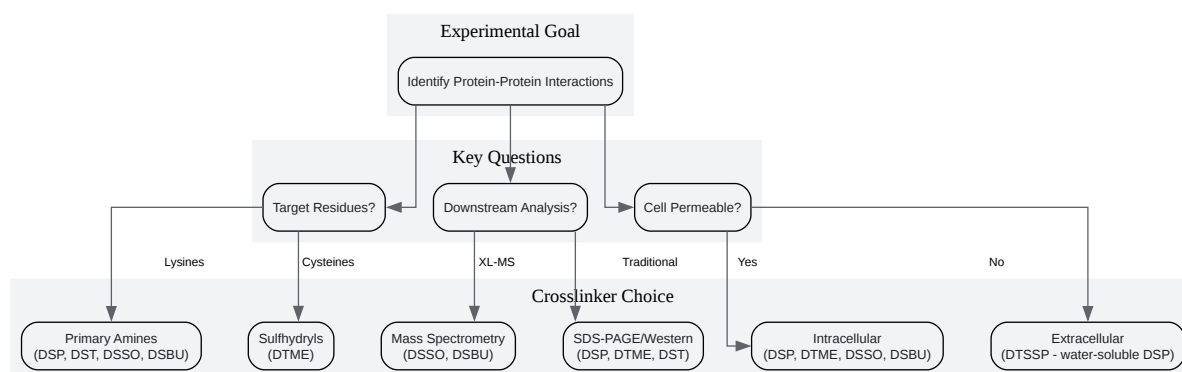 Experimental Goal
Identify Protein-Protein Interactions
Key Questions
Target Residues?
Downstream Analysis?
Cell Permeable?
Lysines
Cysteines
XL-MS
Traditional
Yes
No
Crosslinker Choice
Primary Amines
(DSP, DST, DSSO, DSBU)
Sulfhydryls
(DTME)
Mass Spectrometry
(DSSO, DSBU)
SDS-PAGE/Western
(DSP, DTME, DST)
Intracellular
(DSP, DTME, DSSO, DSBU)
Extracellular
(DTSSP - water-soluble DSP)